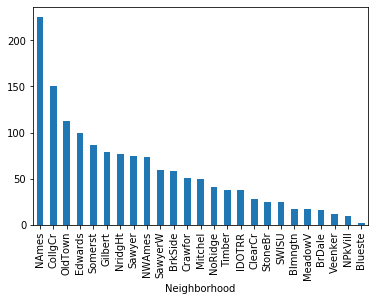 200
150
100
50
0
NAmes
CollgCr
OldTown
Edwards
Somerst
Gilbert
NridgHt
Sawyer
NWAmes
SawyerW
BrkSide
Crawfor
Mitchel
NoRidge
Timber
IDOTRR
ClearCr
StoneBr
SWISU
Blmngtn
MeadowV
BrDale
Veenker
NPkVill
Blueste
Neighborhood